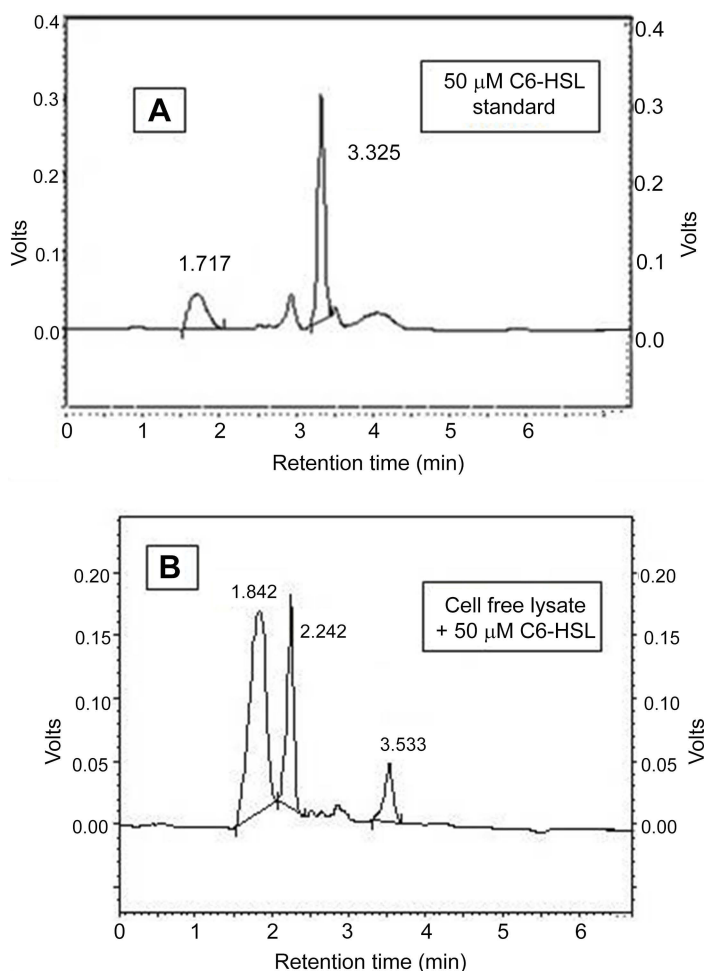 0.4
0.4
A
50 μM C6-HSL
standard
0.3
0.3
3.325
0.2
0.2
Volts
Volts
1.717
0.1
0.1
0.0
0.0
0 1 2 3 4 5 6 7
Retention time (min)
B
0.20
0.20
1.842
Cell free lysate
+ 50 μM C6-HSL
2.242
0.15
0.15
0.10
0.10
Volts
Volts
3.533
0.05
0.05
0.00
0.00
0 1 2 3 4 5 6
Retention time (min)